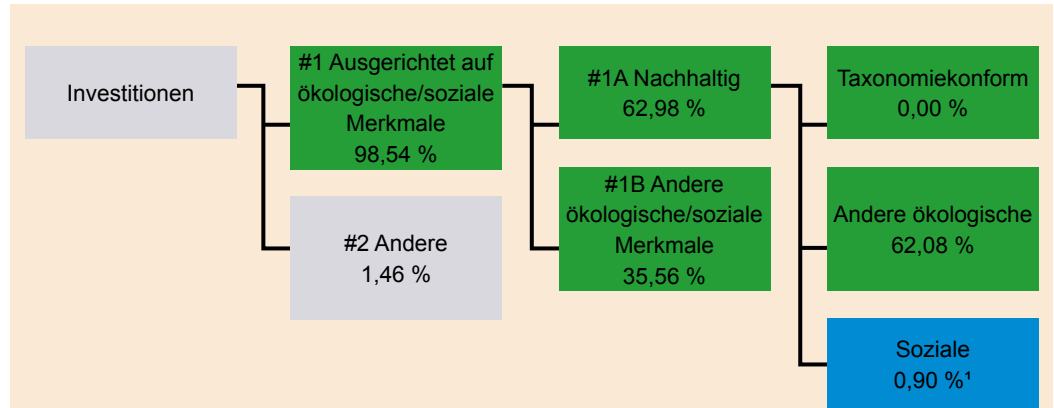 Investitionen
#1 Ausgerichtet auf
ökologische/soziale
Merkmale
98,54 %
#2 Andere
1,46 %
#1A Nachhaltig
62,98 %
#1B Andere
ökologische/soziale
Merkmale
35,56 %
Taxonomiekonform
0,00 %
Andere ökologische
62,08 %
Soziale
0,90 %¹